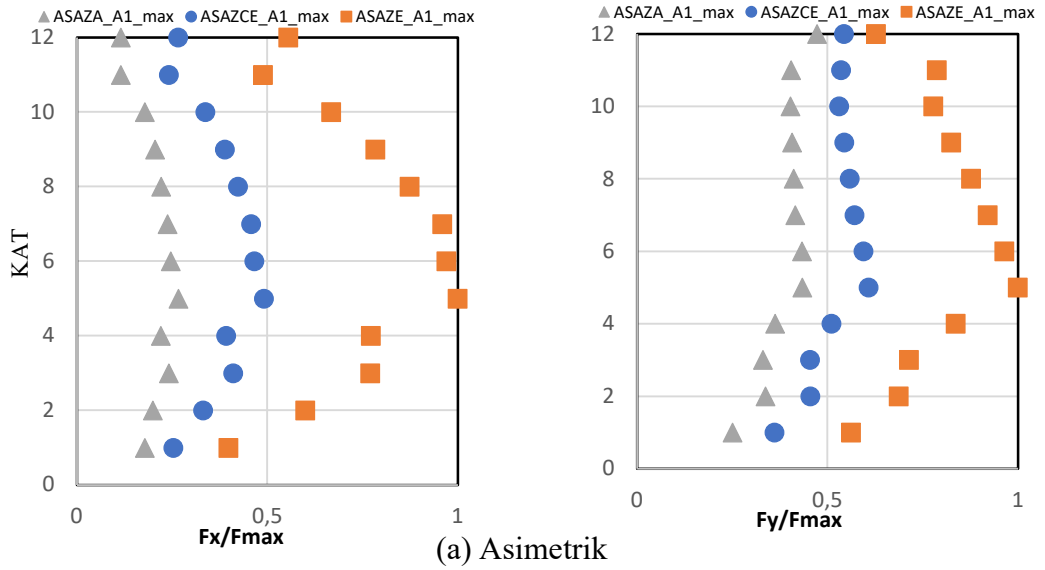 ASAZA_A1_max ASAZCE_A1_max ASAZE_A1_max
12
10
8
6
4
2
0
KAT
0 0,5 1
Fx/Fmax
ASAZA_A1_max ASAZCE_A1_max ASAZE_A1_max
12
10
8
6
4
2
0
0 0,5 1
Fy/Fmax
(a) Asimetrik